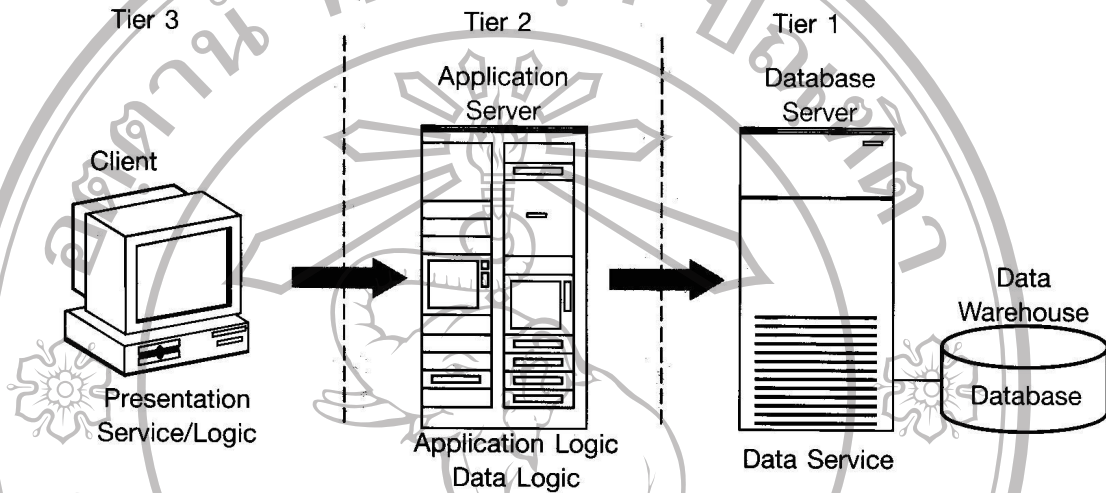 Tier 3
Tier 2
Tier 1
Application
Server
Database
Server
Client
Data
Warehouse
Database
Presentation
Service/Logic
Application Logic
Data Logic
Data Service